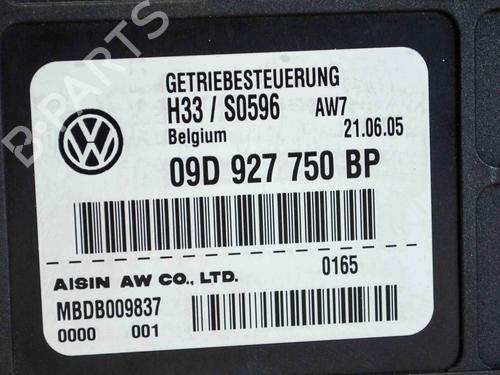 B-PARTS
GETRIEBESTEUERUNG
H33 / S0596 AW7
Belgium 21.06.05
09D 927 750 BP
AISIN AW CO., LTD. 0165
MBDB009837
0000 001